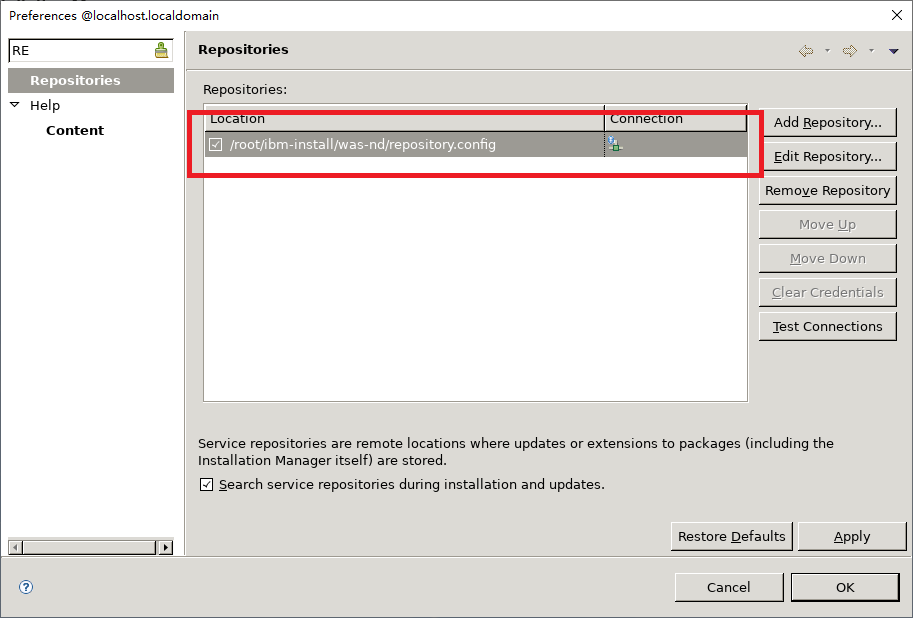 Preferences @localhost.localdomain
RE
Repositories
Help
Content
Repositories
Repositories:
Location Connection
/root/ibm-install/was-nd/repository.config
Add Repository...
Edit Repository...
Remove Repository
Move Up
Move Down
Clear Credentials
Test Connections
Service repositories are remote locations where updates or extensions to packages (including the
Installation Manager itself) are stored.
Search service repositories during installation and updates.
Restore Defaults Apply
Cancel OK